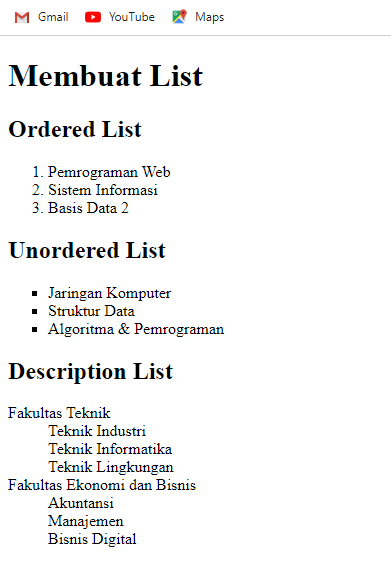 Gmail YouTube Maps
Membuat List
Ordered List
1. Pemrograman Web
2. Sistem Informasi
3. Basis Data 2
Unordered List
▪ Jaringan Komputer
▪ Struktur Data
▪ Algoritma & Pemrograman
Description List
Fakultas Teknik
Teknik Industri
Teknik Informatika
Teknik Lingkungan
Fakultas Ekonomi dan Bisnis
Akuntansi
Manajemen
Bisnis Digital